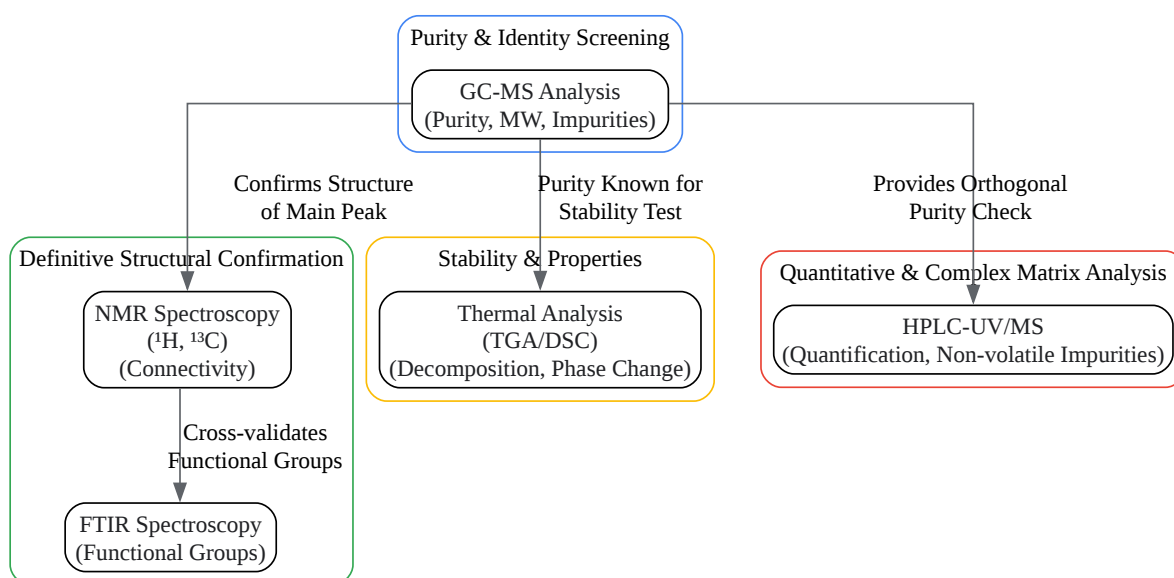 Purity & Identity Screening
GC-MS Analysis
(Purity, MW, Impurities)
Confirms Structure
of Main Peak
Purity Known for
Stability Test
Provides Orthogonal
Purity Check
Definitive Structural Confirmation
NMR Spectroscopy
(¹H, ¹³C)
(Connectivity)
Cross-validates
Functional Groups
FTIR Spectroscopy
(Functional Groups)
Stability & Properties
Thermal Analysis
(TGA/DSC)
(Decomposition, Phase Change)
Quantitative & Complex Matrix Analysis
HPLC-UV/MS
(Quantification, Non-volatile Impurities)